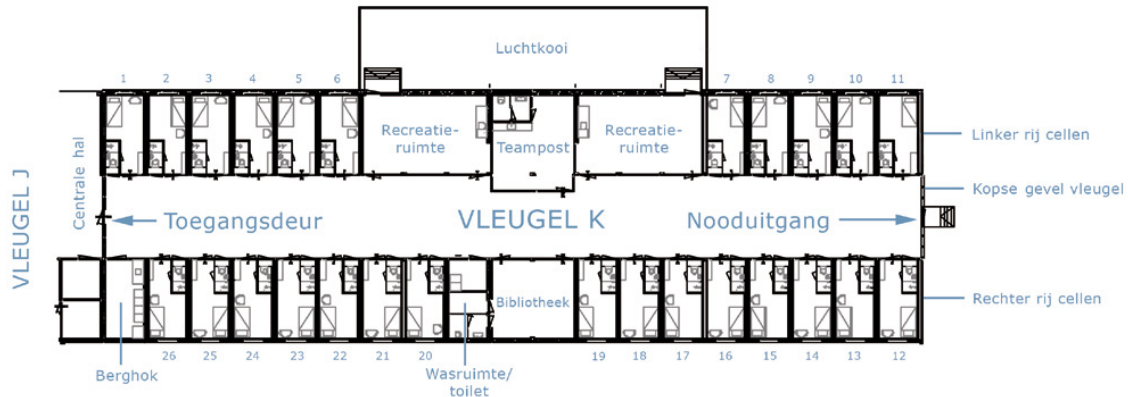 Luchtkooi
1 2 3 4 5 6 7 8 9 10 11
Recreatie-
ruimte
Teampost
Recreatie-
ruimte
Linker rij cellen
Centrale hal
VLEUGEL J
Kopse gevel vleugel
Toegangsdeur
VLEUGEL K
Nooduitgang
Bibliotheek
Rechter rij cellen
26 25 24 23 22 21 20 19 18 17 16 15 14 13 12
Berghok
Wasruimte/
toilet